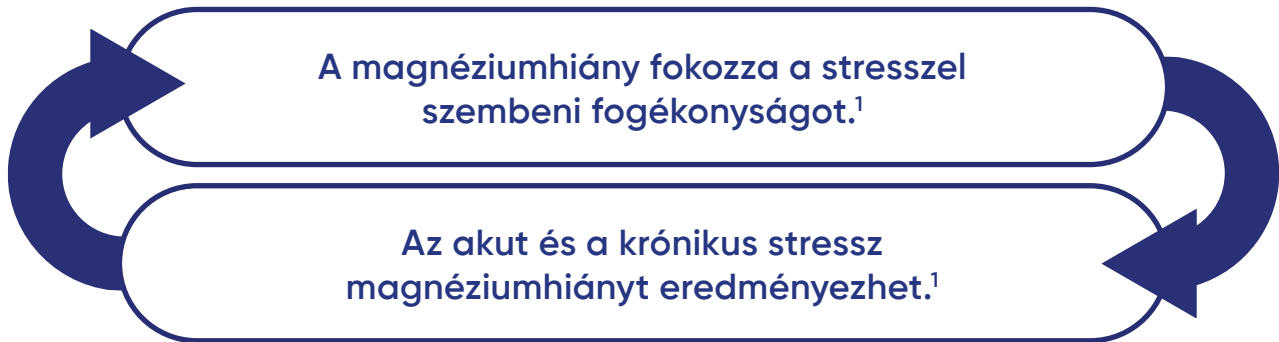 A magnéziumhiány fokozza a stresszel
szembeni fogékonyságot.¹
Az akut és a krónikus stressz
magnéziumhiányt eredményezhet.¹